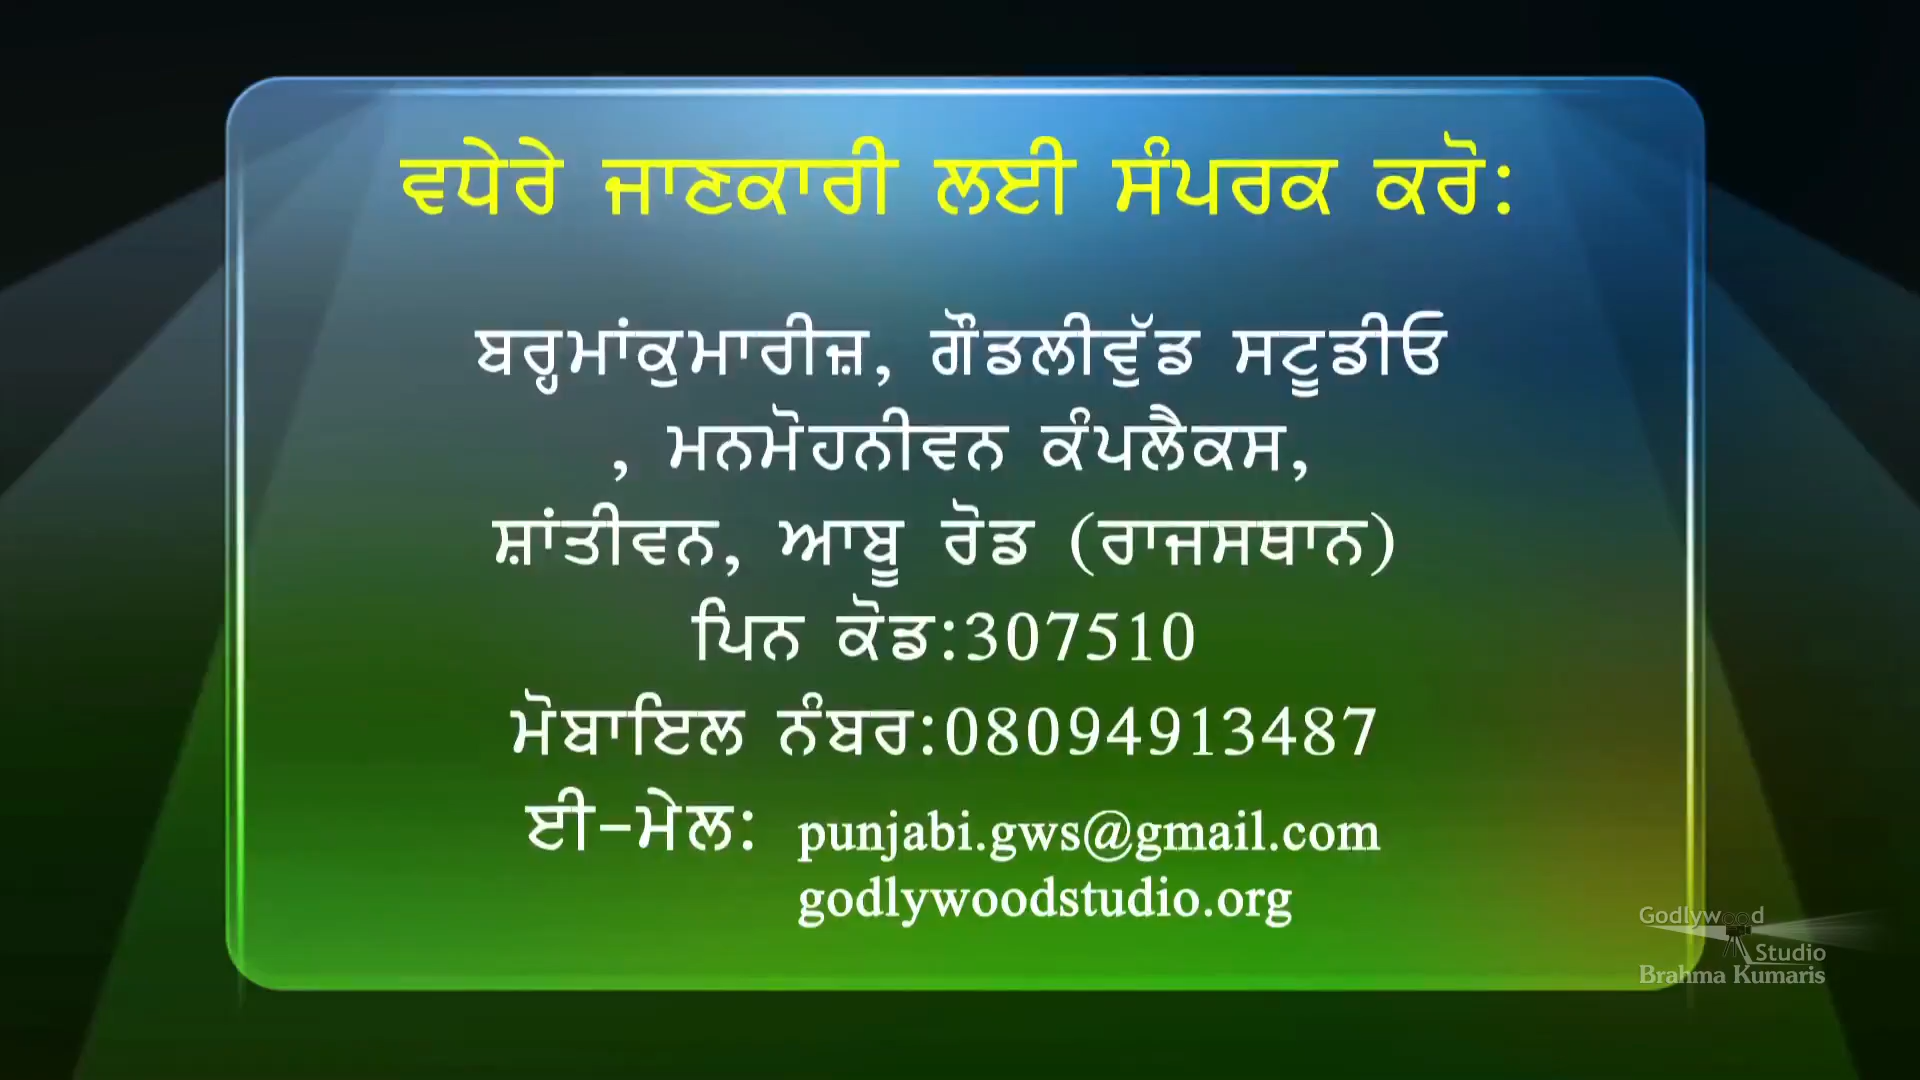 ਵਧੇਰੇ ਜਾਣਕਾਰੀ ਲਈ ਸੰਪਰਕ ਕਰੋ:
ਬਰ੍ਹਮਾਂਕੁਮਾਰੀਜ਼, ਗੌਡਲੀਵੁੱਡ ਸਟੂਡੀਓ
, ਮਨਮੋਹਨੀਵਨ ਕੰਪਲੈਕਸ,
ਸ਼ਾਂਤੀਵਨ, ਆਬੂ ਰੋਡ (ਰਾਜਸਥਾਨ)
ਪਿਨ ਕੋਡ:307510
ਮੋਬਾਇਲ ਨੰਬਰ:08094913487
ਈ-ਮੇਲ: punjabi.gws@gmail.com
godlywoodstudio.org
Godlywood
Studio
Brahma Kumaris